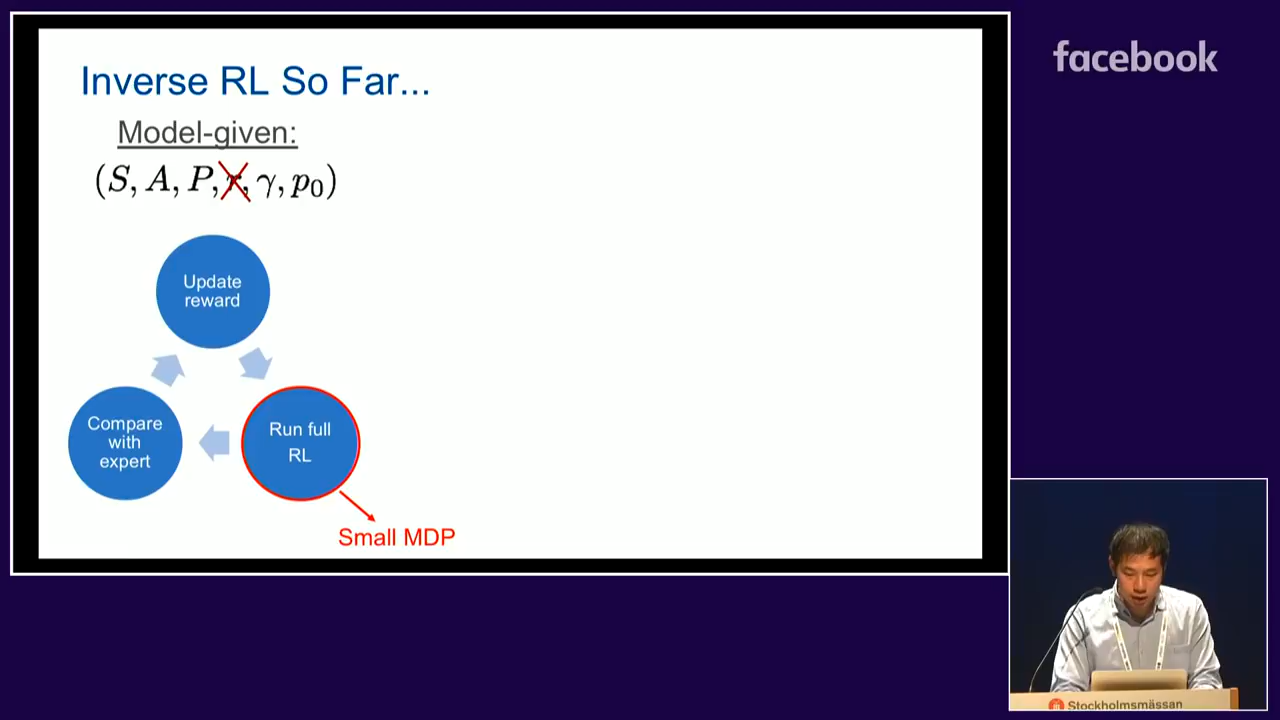 Inverse RL So Far...
Model-given:
(S, A, P, r, γ, p₀)
Update
reward
Compare
with
expert
Run full
RL
Small MDP
facebook
Stockholmsmässan